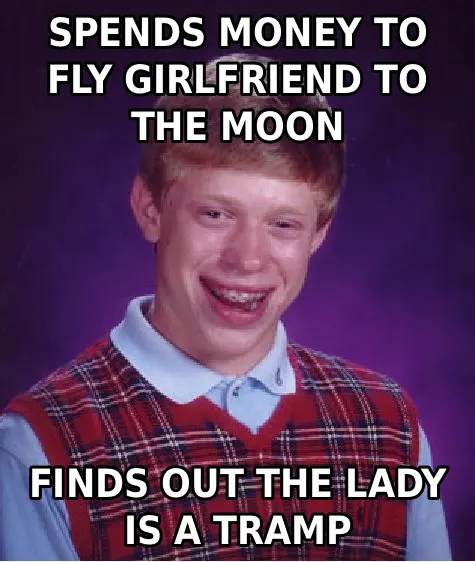 SPENDS MONEY TO
FLY GIRLFRIEND TO
THE MOON
FINDS OUT THE LADY
IS A TRAMP